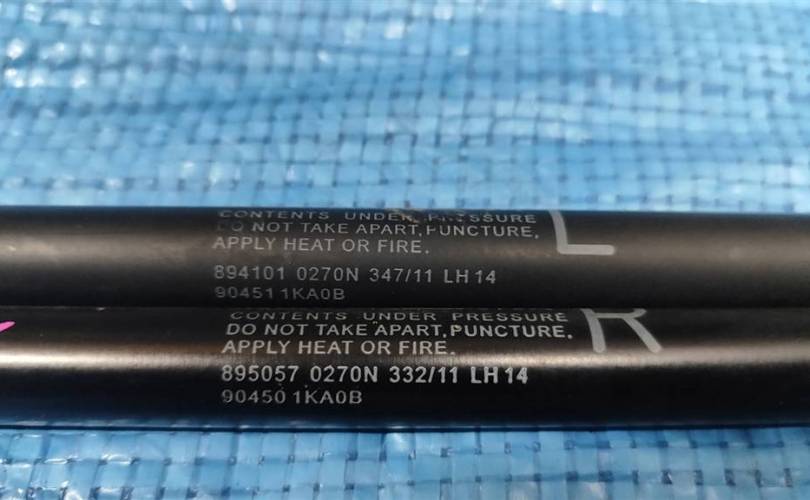 CONTENTS UNDER PRESSURE
DO NOT TAKE APART, PUNCTURE,
APPLY HEAT OR FIRE.
L
894101 0270N 347/11 LH 14
90451 1KA0B
CONTENTS UNDER PRESSURE
DO NOT TAKE APART, PUNCTURE,
APPLY HEAT OR FIRE.
R
895057 0270N 332/11 LH 14
90450 1KA0B